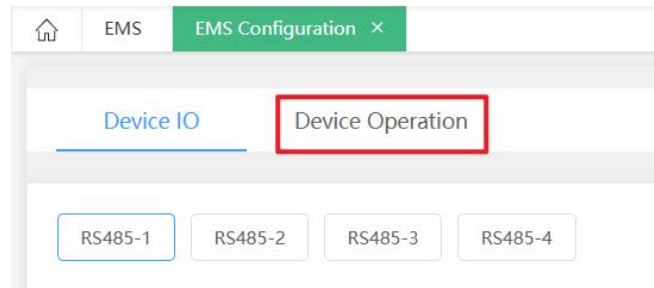 EMS EMS Configuration ×
Device IO Device Operation
RS485-1 RS485-2 RS485-3 RS485-4